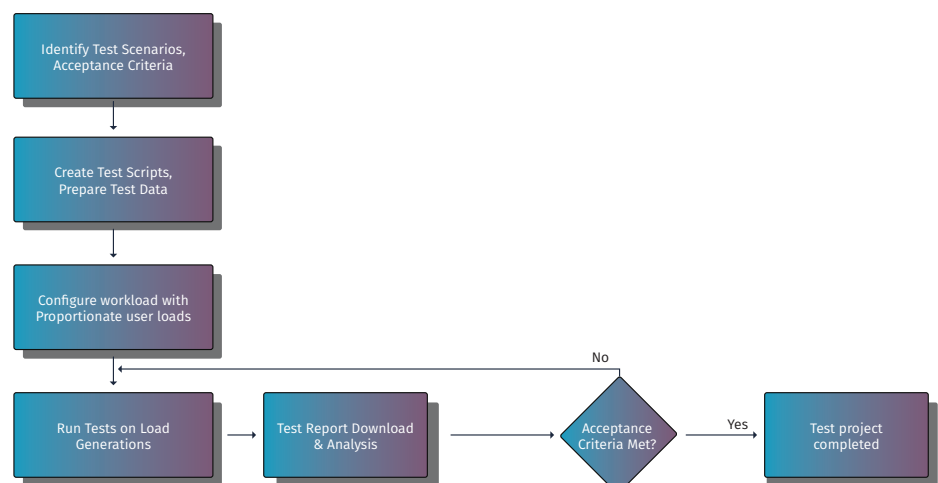 Identify Test Scenarios,
Acceptance Criteria
Create Test Scripts,
Prepare Test Data
Configure workload with
Proportionate user loads
No
Run Tests on Load
Generations
Test Report Download
& Analysis
Acceptance
Criteria Met?
Yes
Test project
completed